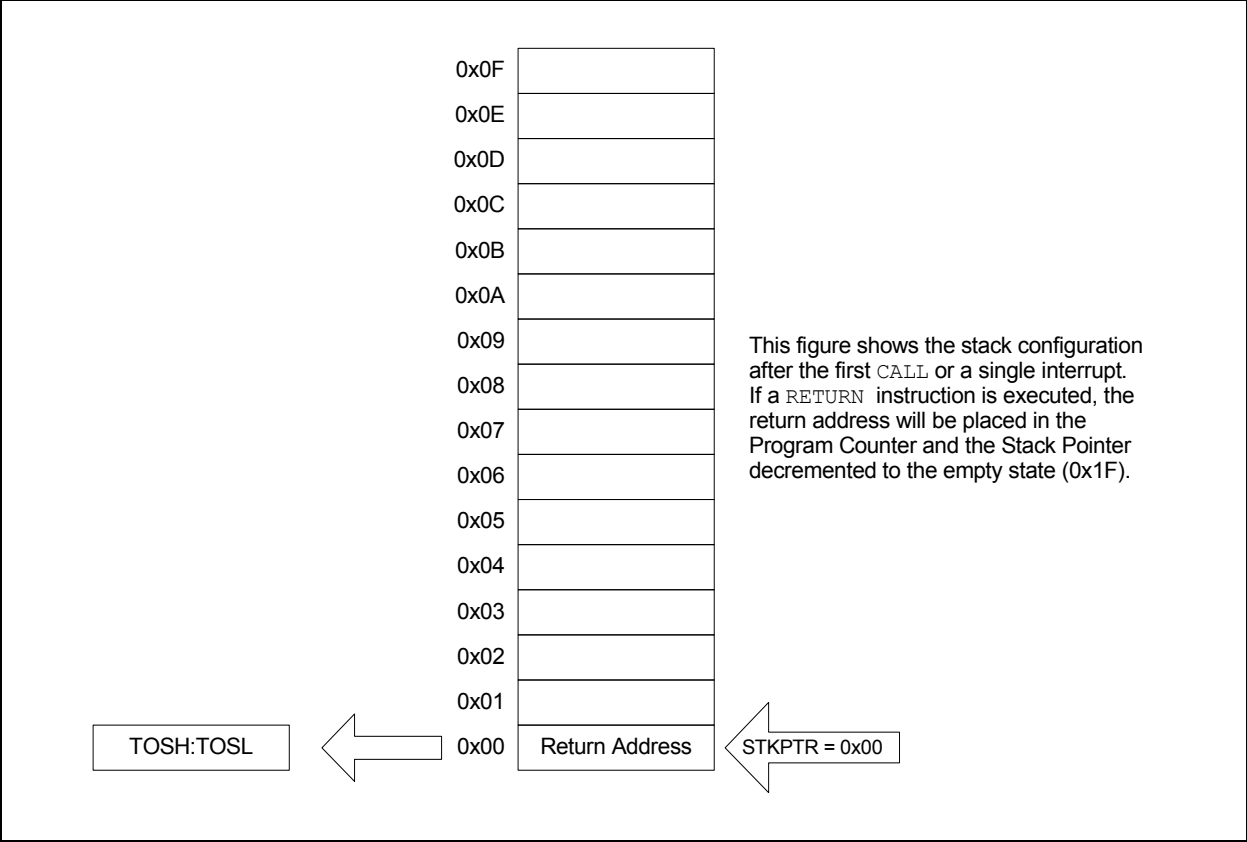 0x0F
0x0E
0x0D
0x0C
0x0B
0x0A
0x09
0x08
0x07
0x06
0x05
0x04
0x03
0x02
0x01
This figure shows the stack configuration
after the first CALL or a single interrupt.
If a RETURN instruction is executed, the
return address will be placed in the
Program Counter and the Stack Pointer
decremented to the empty state (0x1F).
TOSH:TOSL 0x00 Return Address STKPTR = 0x00